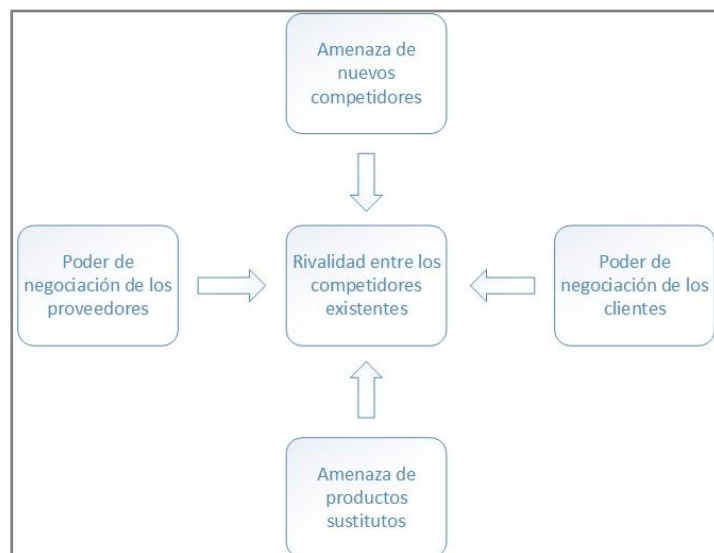 Amenaza de
nuevos
competidores
Poder de
negociación de los
proveedores
Rivalidad entre los
competidores
existentes
Poder de
negociación de los
clientes
Amenaza de
productos
sustitutos